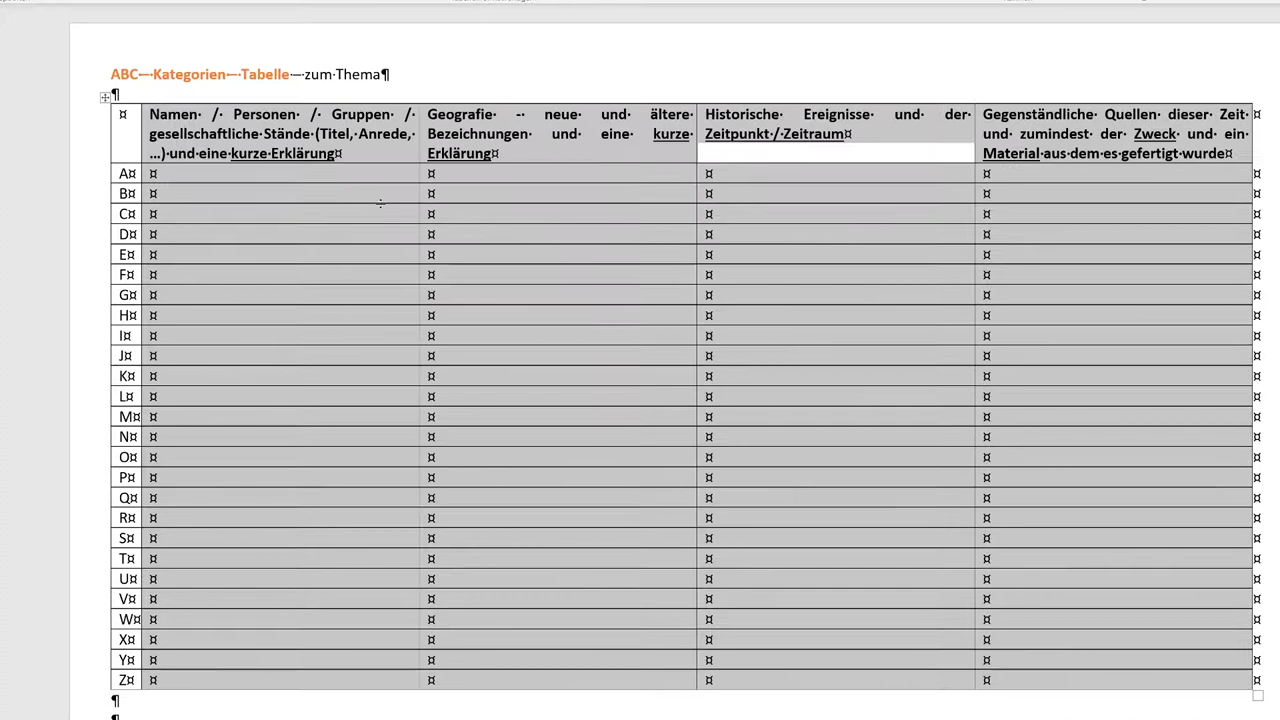 ABC – Kategorien – Tabelle – zum Thema¶
¶
¤
Namen / Personen / Gruppen /
gesellschaftliche Stände (Titel, Anrede,
…) und eine kurze Erklärung¤
Geografie - neue und ältere
Bezeichnungen und eine kurze
Erklärung¤
Historische Ereignisse und der
Zeitpunkt / Zeitraum¤
Gegenständliche Quellen dieser Zeit
und zumindest der Zweck und ein
Material aus dem es gefertigt wurde¤
¤
A¤ ¤ ¤ ¤ ¤ ¤
B¤ ¤ ¤ ¤ ¤ ¤
C¤ ¤ ¤ ¤ ¤ ¤
D¤ ¤ ¤ ¤ ¤ ¤
E¤ ¤ ¤ ¤ ¤ ¤
F¤ ¤ ¤ ¤ ¤ ¤
G¤ ¤ ¤ ¤ ¤ ¤
H¤ ¤ ¤ ¤ ¤ ¤
I¤ ¤ ¤ ¤ ¤ ¤
J¤ ¤ ¤ ¤ ¤ ¤
K¤ ¤ ¤ ¤ ¤ ¤
L¤ ¤ ¤ ¤ ¤ ¤
M¤ ¤ ¤ ¤ ¤ ¤
N¤ ¤ ¤ ¤ ¤ ¤
O¤ ¤ ¤ ¤ ¤ ¤
P¤ ¤ ¤ ¤ ¤ ¤
Q¤ ¤ ¤ ¤ ¤ ¤
R¤ ¤ ¤ ¤ ¤ ¤
S¤ ¤ ¤ ¤ ¤ ¤
T¤ ¤ ¤ ¤ ¤ ¤
U¤ ¤ ¤ ¤ ¤ ¤
V¤ ¤ ¤ ¤ ¤ ¤
W¤ ¤ ¤ ¤ ¤ ¤
X¤ ¤ ¤ ¤ ¤ ¤
Y¤ ¤ ¤ ¤ ¤ ¤
Z¤ ¤ ¤ ¤ ¤ ¤
¶
¶